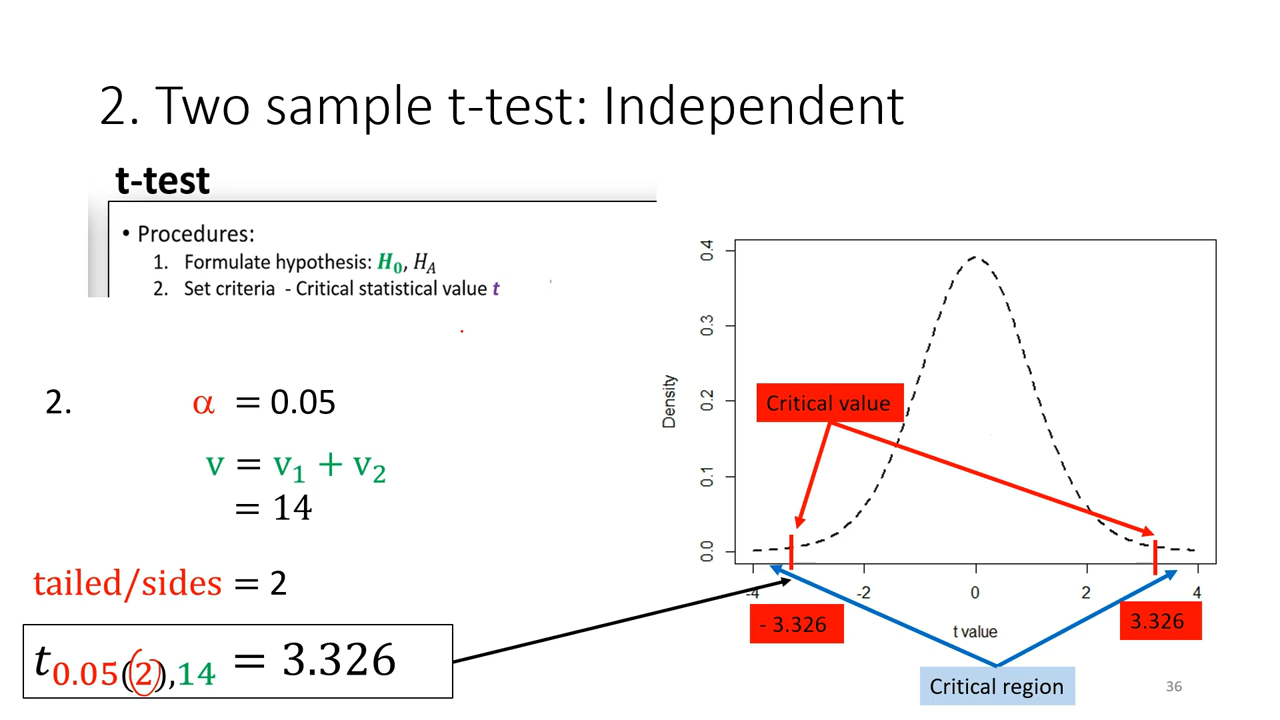 2. Two sample t-test: Independent
t-test
• Procedures:
1. Formulate hypothesis: H₀, H_A
2. Set criteria - Critical statistical value t
2.
α = 0.05
v = v₁ + v₂
= 14
tailed/sides = 2
t₀.₀₅₍₂₎,₁₄ = 3.326
Density
0.4
0.3
0.2
0.1
0.0
Critical value
-4
-2
0
2
4
- 3.326
3.326
t value
Critical region
36